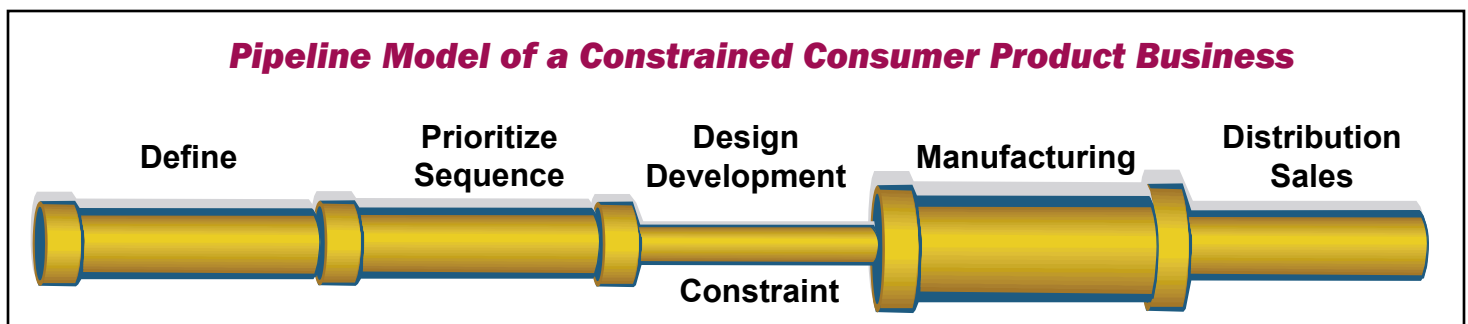 Pipeline Model of a Constrained Consumer Product Business
Define
Prioritize
Sequence
Design
Development
Manufacturing
Distribution
Sales
Constraint